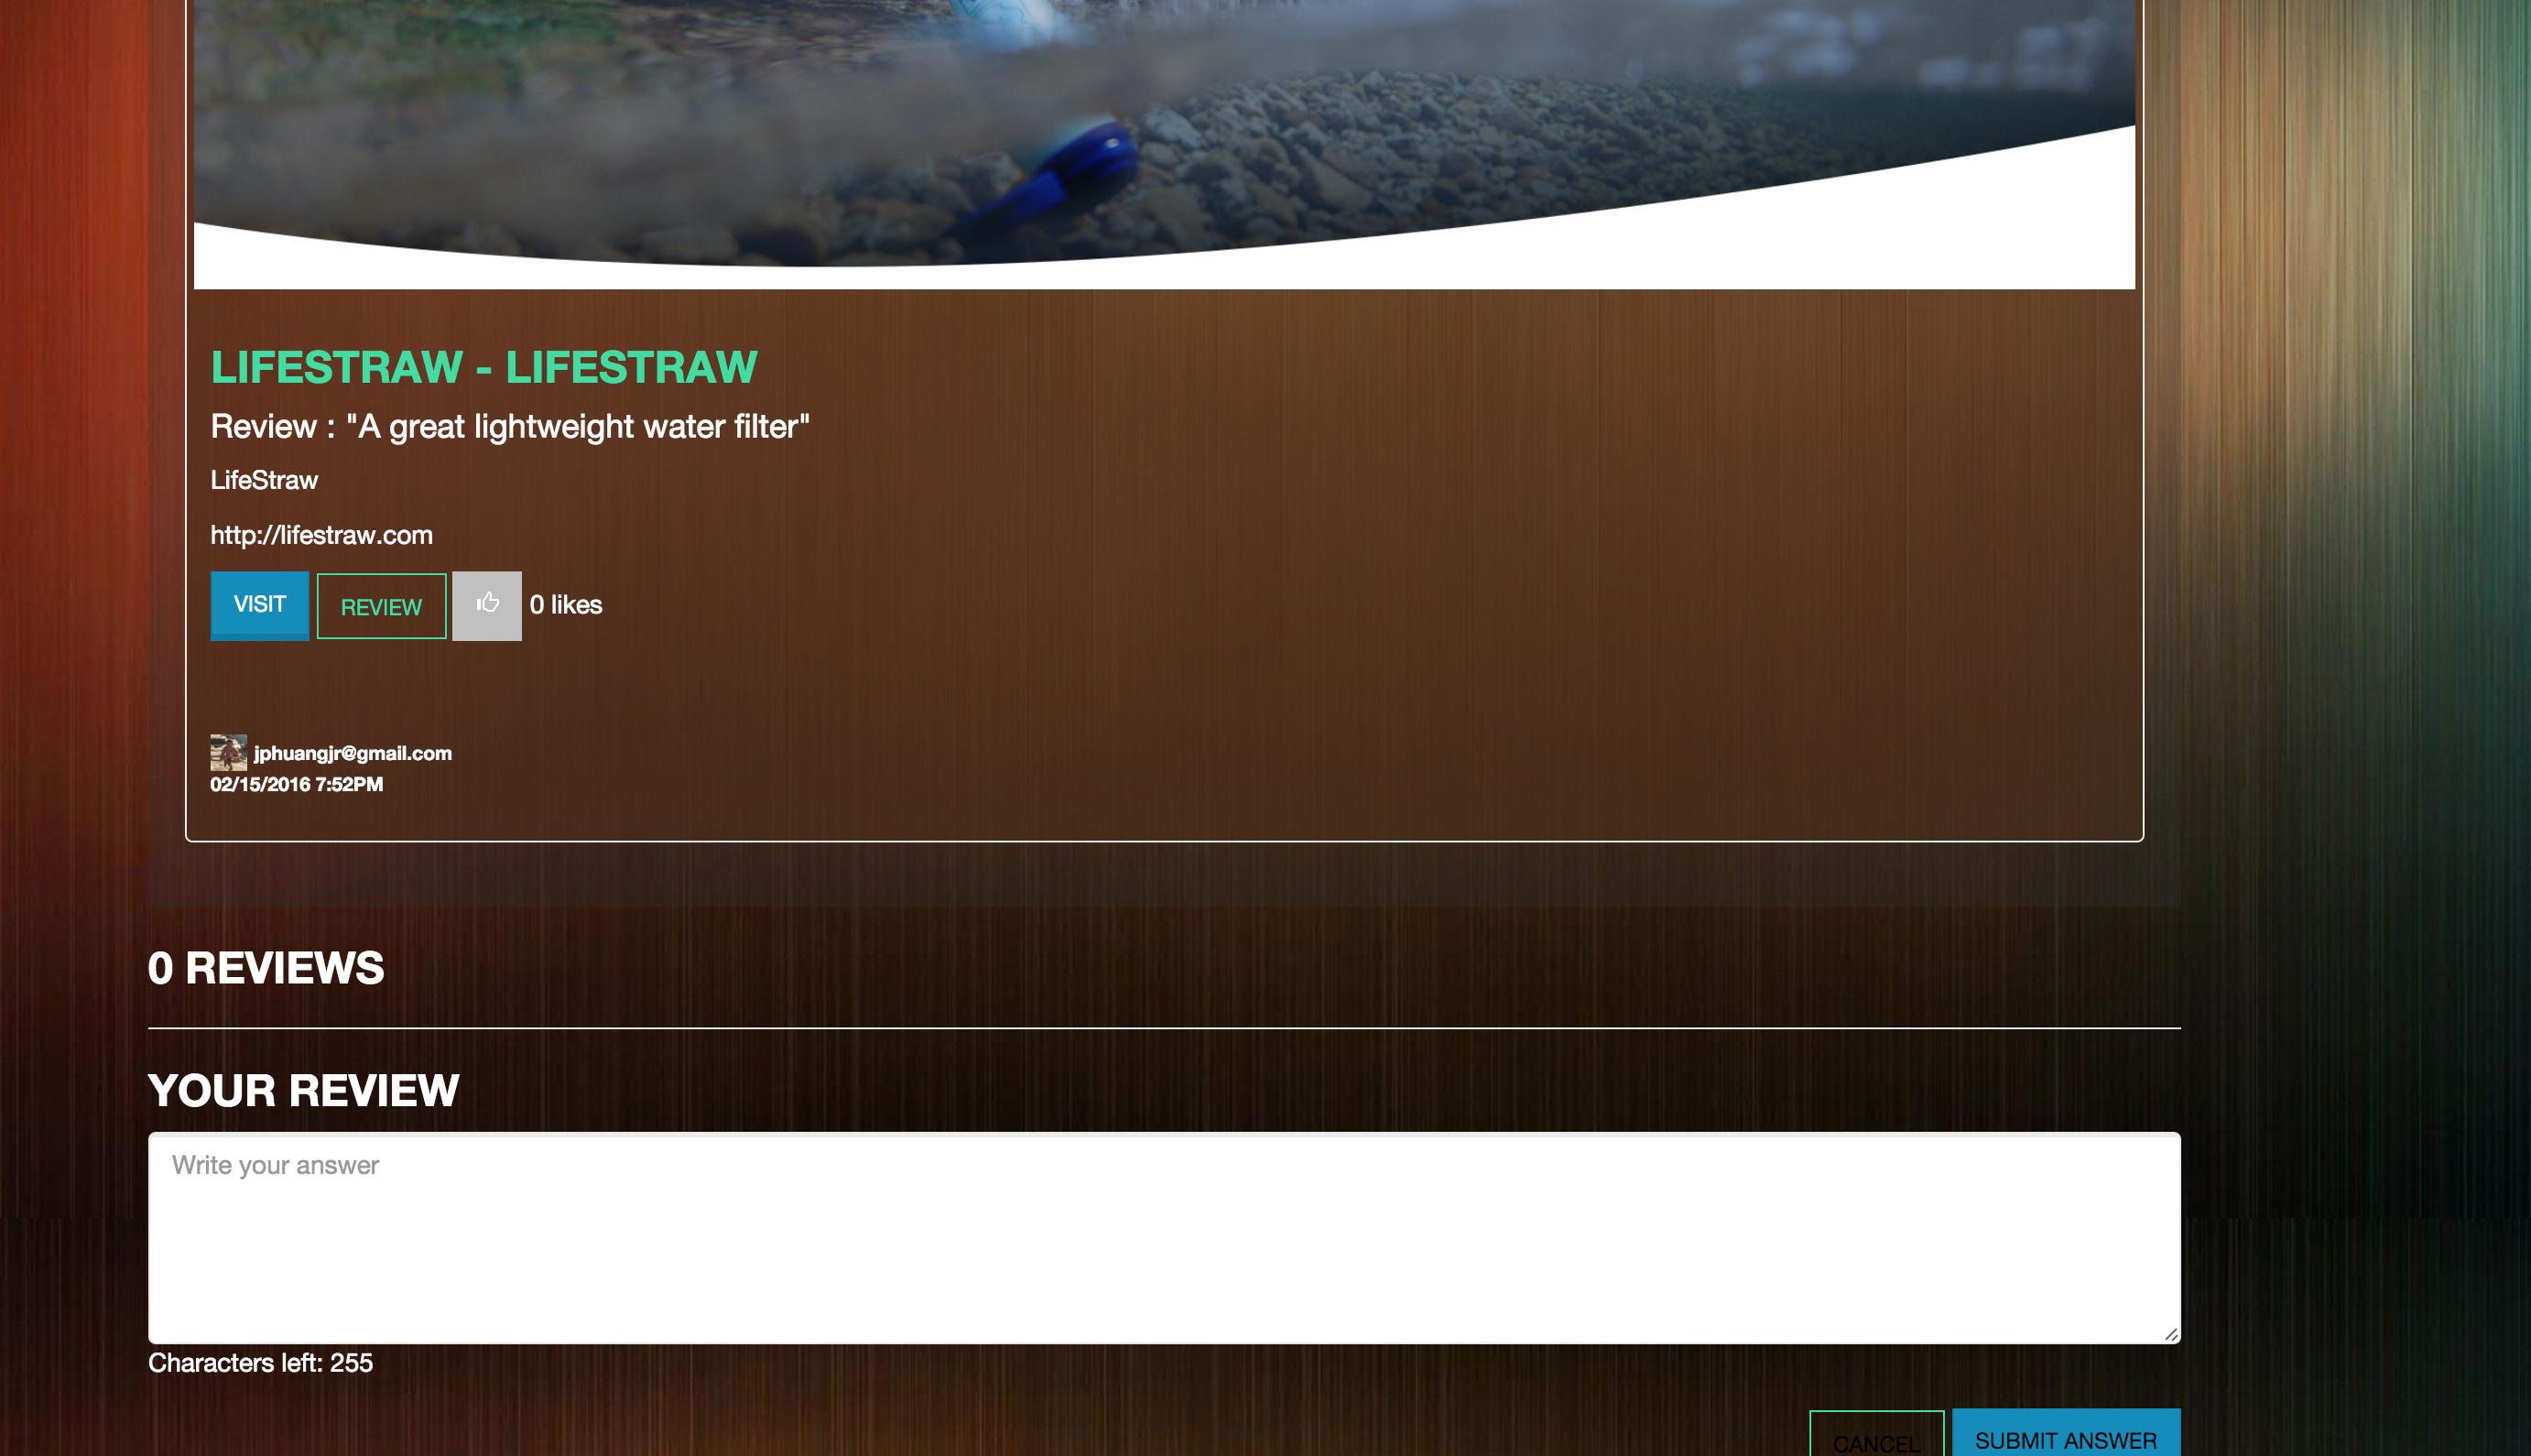 LIFESTRAW - LIFESTRAW
Review : "A great lightweight water filter"
LifeStraw
http://lifestraw.com
VISIT REVIEW 0 likes
jphuangjr@gmail.com
02/15/2016 7:52PM
0 REVIEWS
YOUR REVIEW
Write your answer
Characters left: 255
CANCEL SUBMIT ANSWER